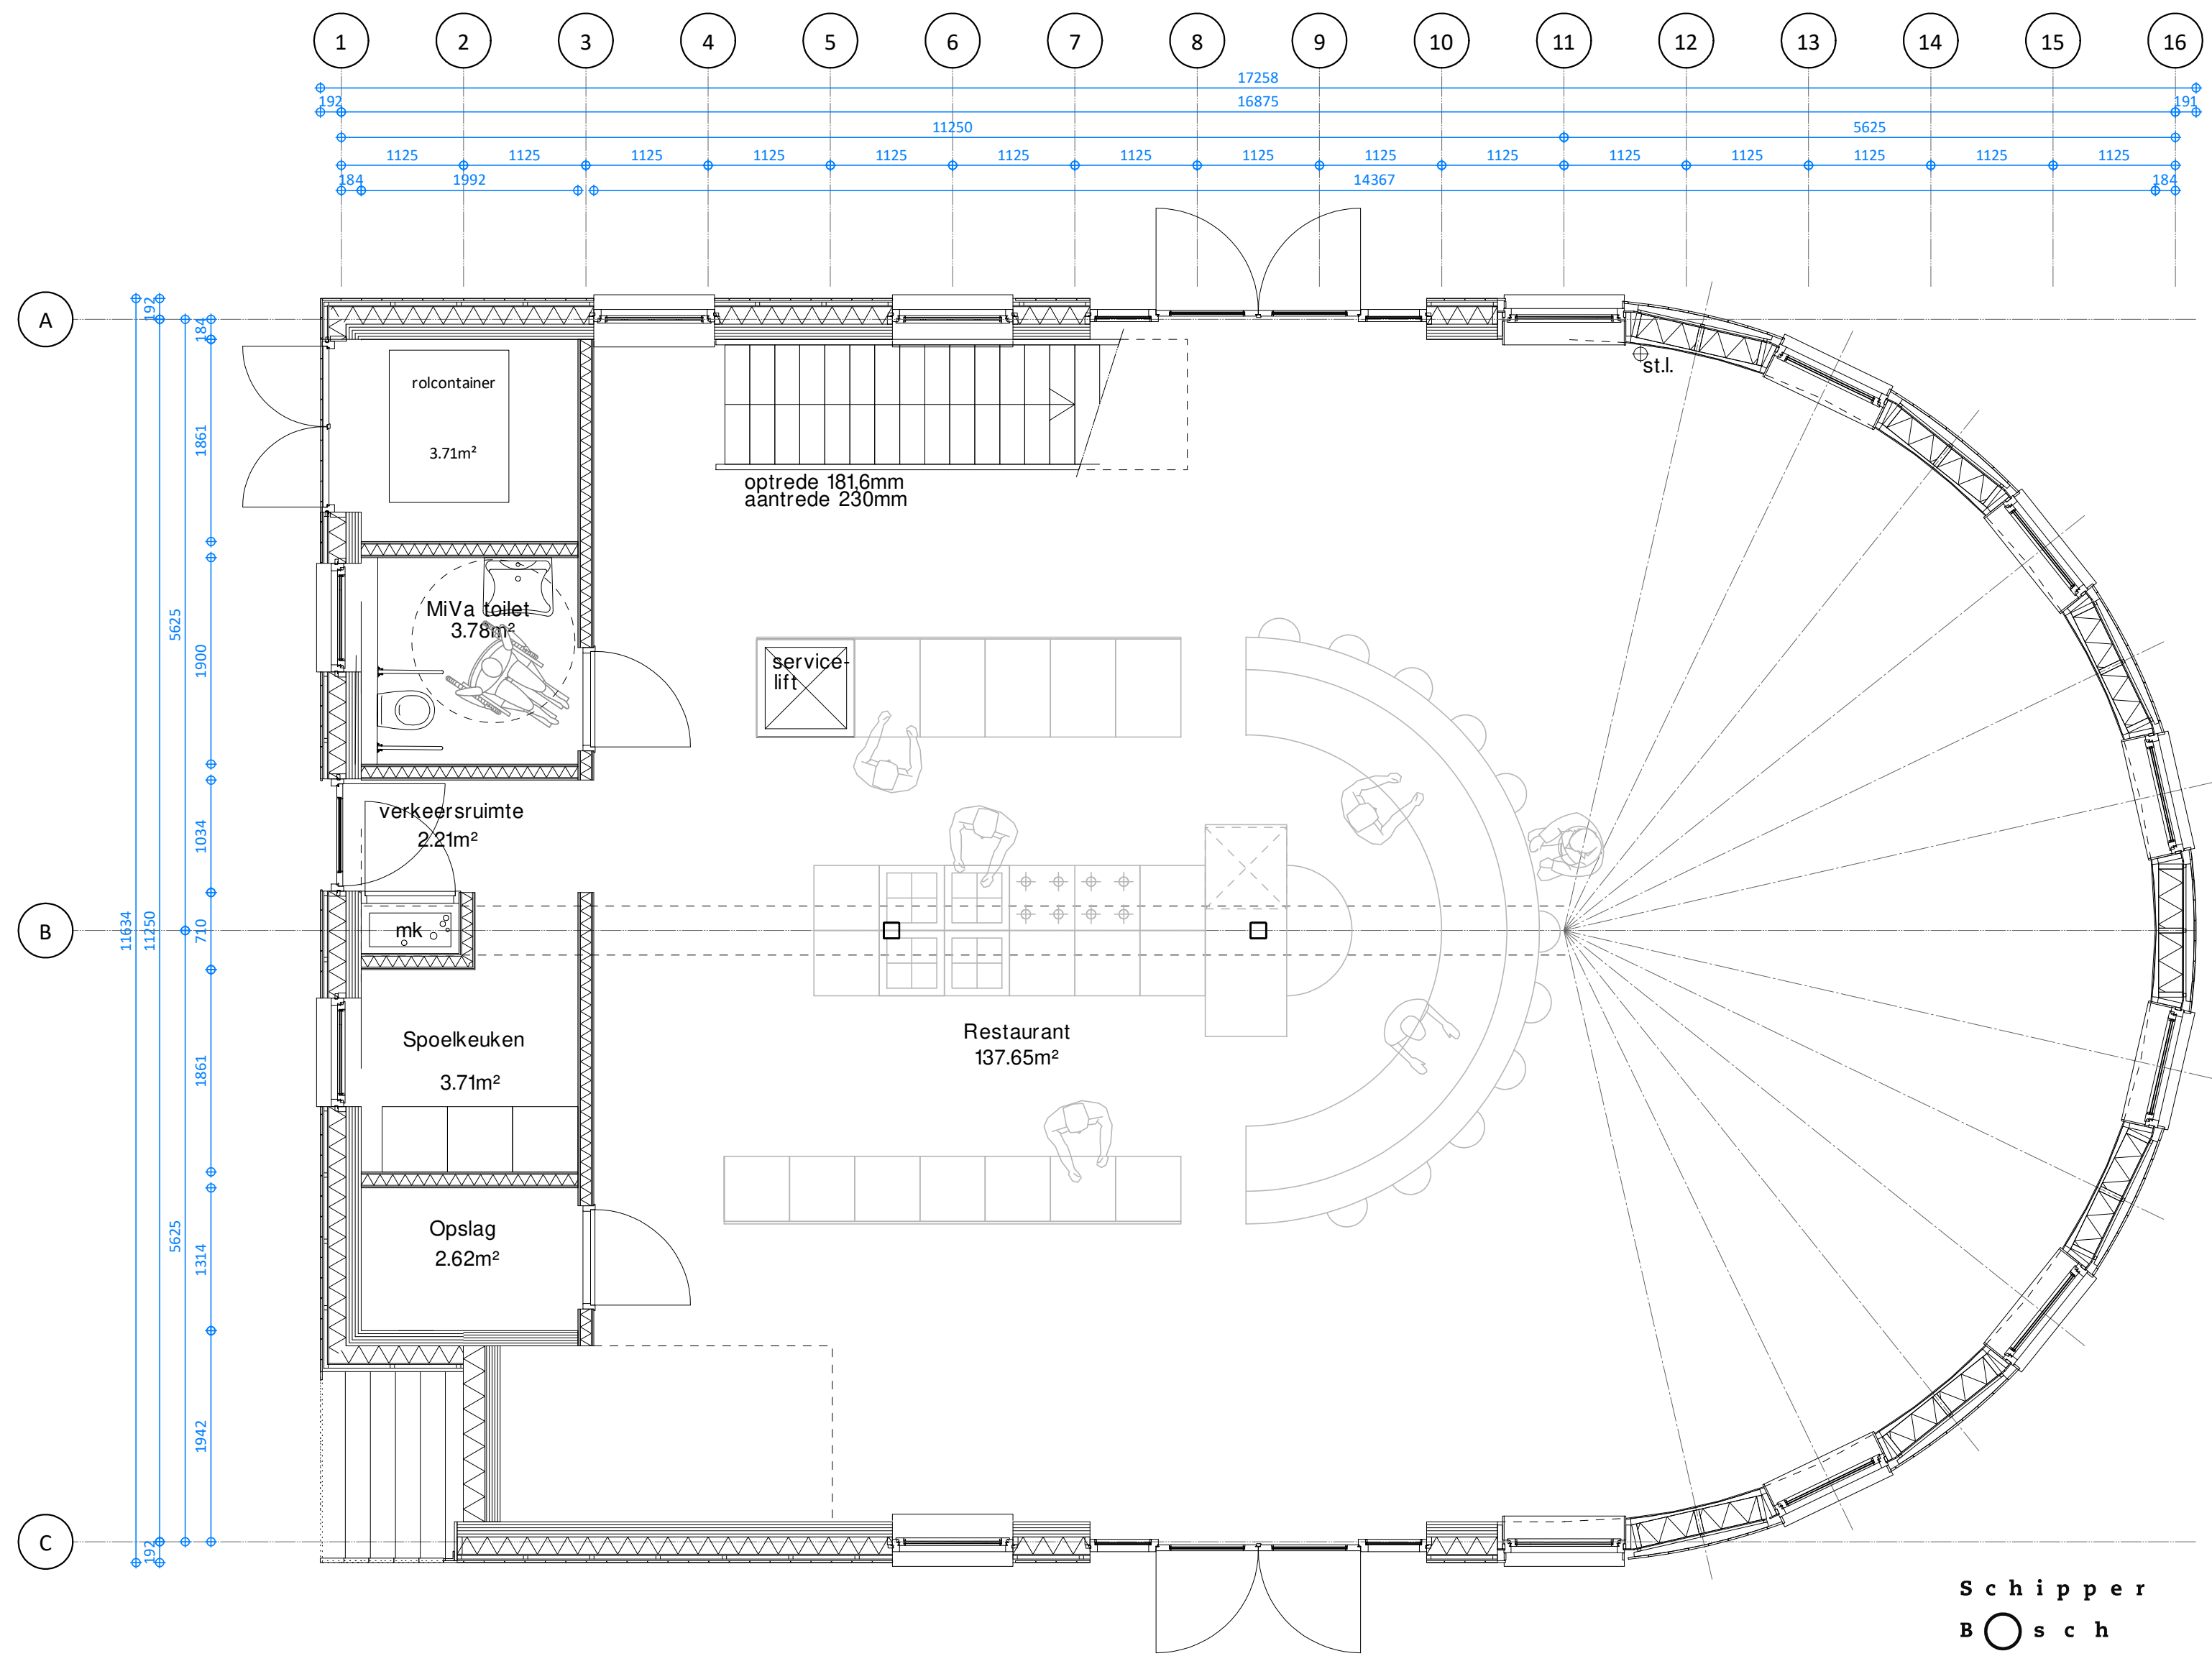 1 2 3 4 5 6 7 8 9 10 11 12 13 14 15 16
17258
192 16875 191
11250 5625
1125 1125 1125 1125 1125 1125 1125 1125 1125 1125 1125 1125 1125 1125 1125
184 1992 14367 184
A
192
184
rolcontainer
3.71m²
1861
st.l.
optrede 181,6mm
aantrede 230mm
MiVa toilet
3.78m²
5625
1900
service-
lift
verkeersruimte
2.21m²
1034
B
11634
11250
710
mk
Restaurant
137.65m²
Spoelkeuken
3.71m²
1861
Opslag
2.62m²
5625
1314
1942
C
192
Schipper
Bosch